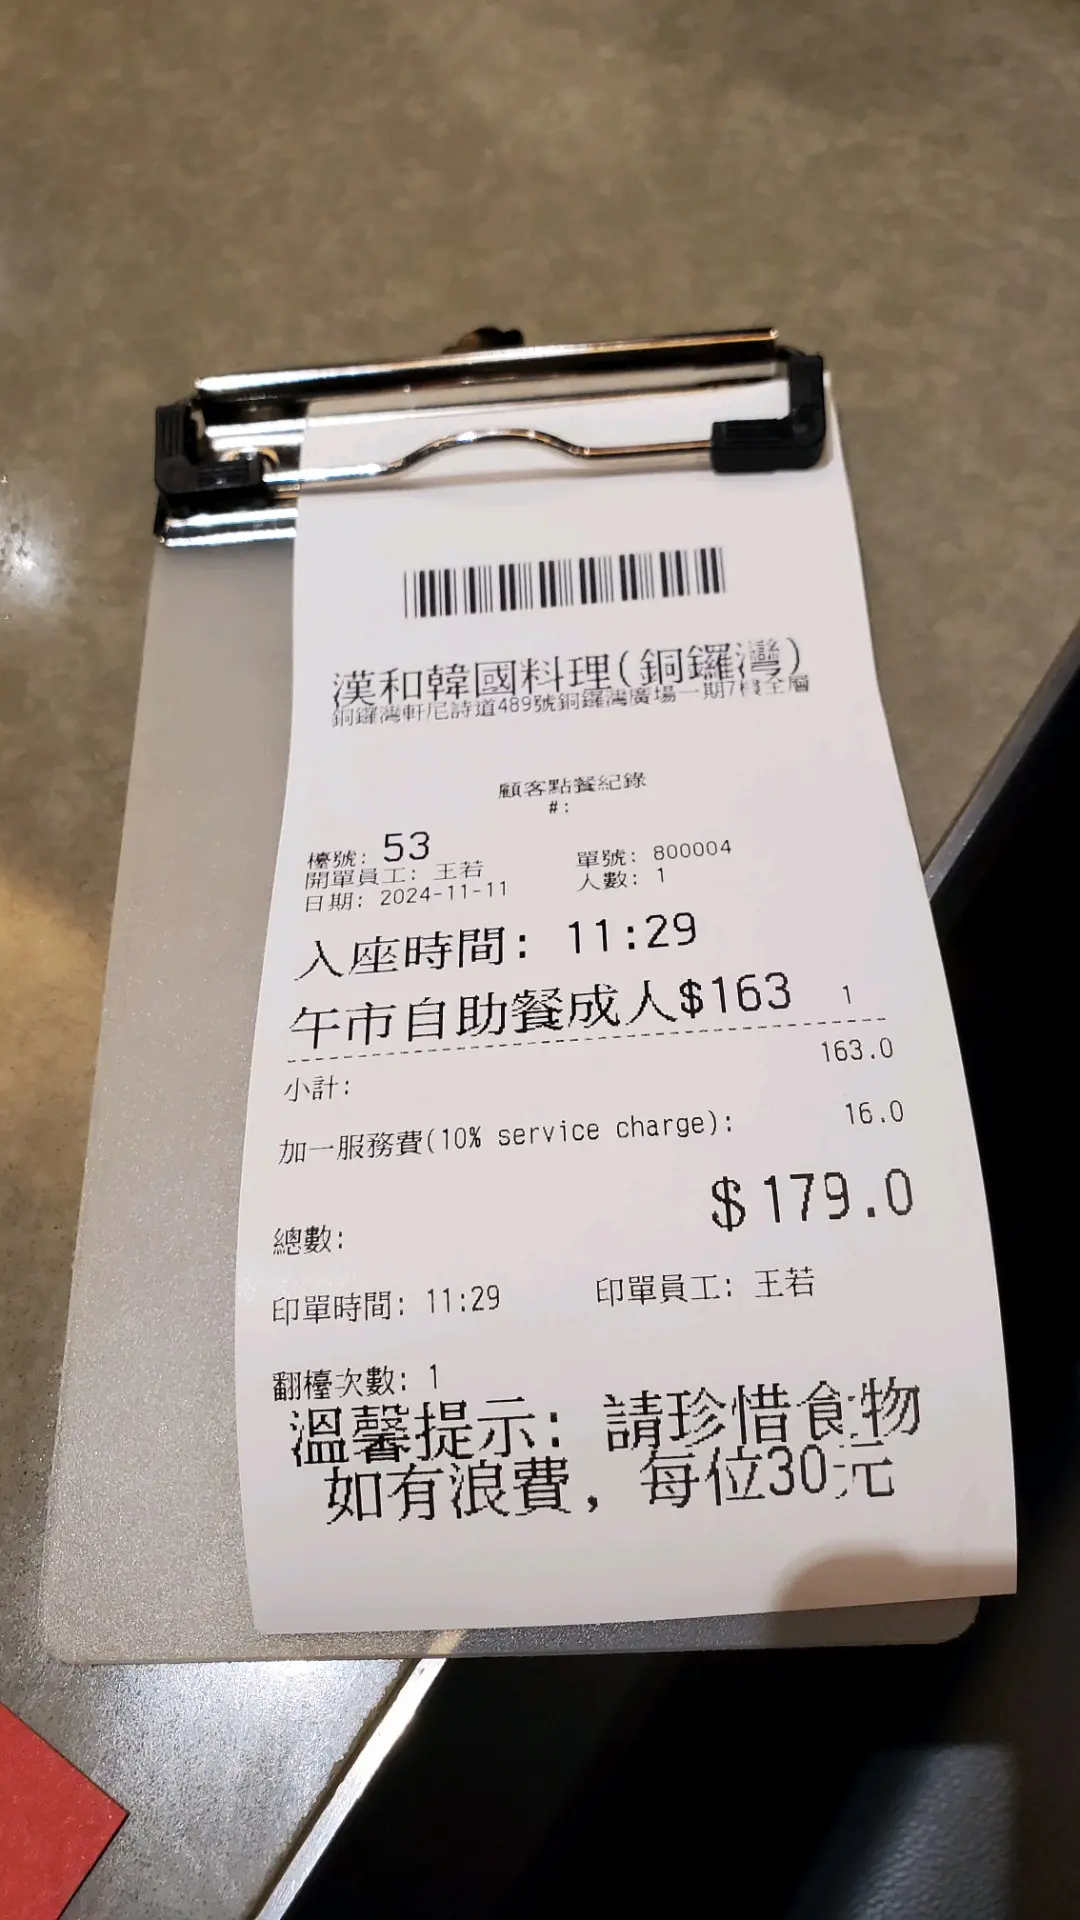 漢和韓國料理(銅鑼灣)
銅鑼灣軒尼詩道489號銅鑼灣廣場一期7樓全層
顧客點餐紀錄
#:
檯號: 53 單號: 800004
開單員工: 王若 人數: 1
日期: 2024-11-11
入座時間: 11:29
午市自助餐成人$163 1
小計: 163.0
加一服務費(10% service charge): 16.0
總數: $179.0
印單時間: 11:29 印單員工: 王若
翻檯次數: 1
溫馨提示: 請珍惜食物
如有浪費, 每位30元